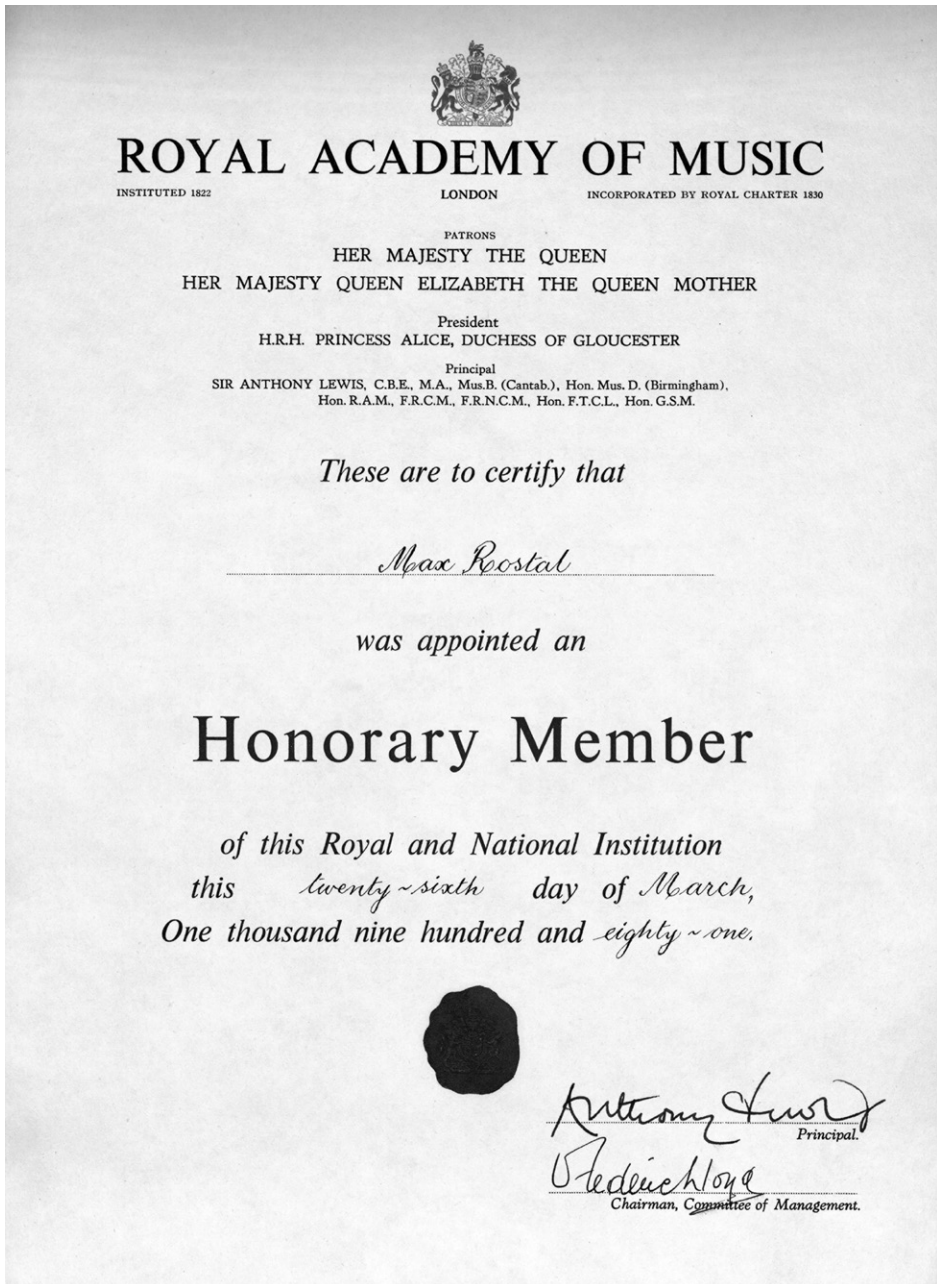 ROYAL ACADEMY OF MUSIC
INSTITUTED 1822 LONDON INCORPORATED BY ROYAL CHARTER 1830
PATRONS
HER MAJESTY THE QUEEN
HER MAJESTY QUEEN ELIZABETH THE QUEEN MOTHER
President
H.R.H. PRINCESS ALICE, DUCHESS OF GLOUCESTER
Principal
SIR ANTHONY LEWIS, C.B.E., M.A., Mus.B. (Cantab.), Hon. Mus. D. (Birmingham),
Hon. R.A.M., F.R.C.M., F.R.N.C.M., Hon. F.T.C.L., Hon. G.S.M.
These are to certify that
Max Rostal
was appointed an
Honorary Member
of this Royal and National Institution
this twenty~sixth day of March,
One thousand nine hundred and eighty~one.
Anthony Lewis
Principal.
Chairman, Committee of Management.